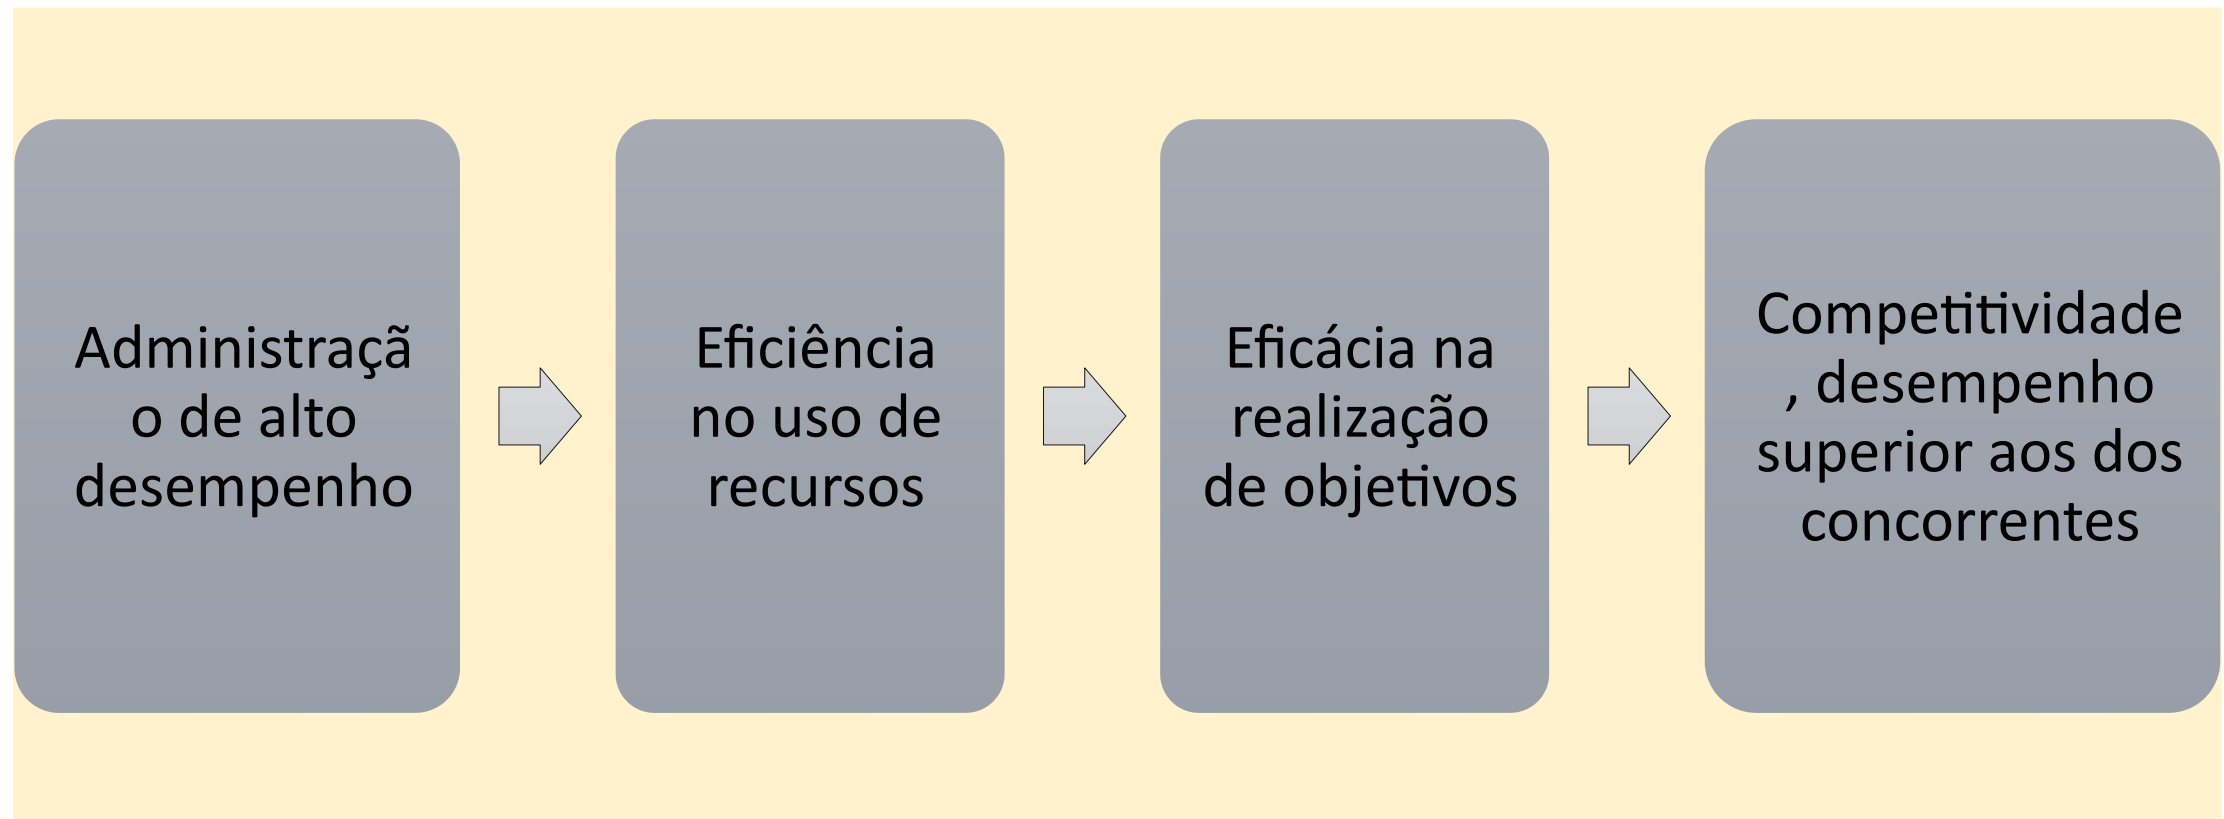 Administraçã
o de alto
desempenho
Eficiência
no uso de
recursos
Eficácia na
realização
de objetivos
Competitividade
, desempenho
superior aos dos
concorrentes